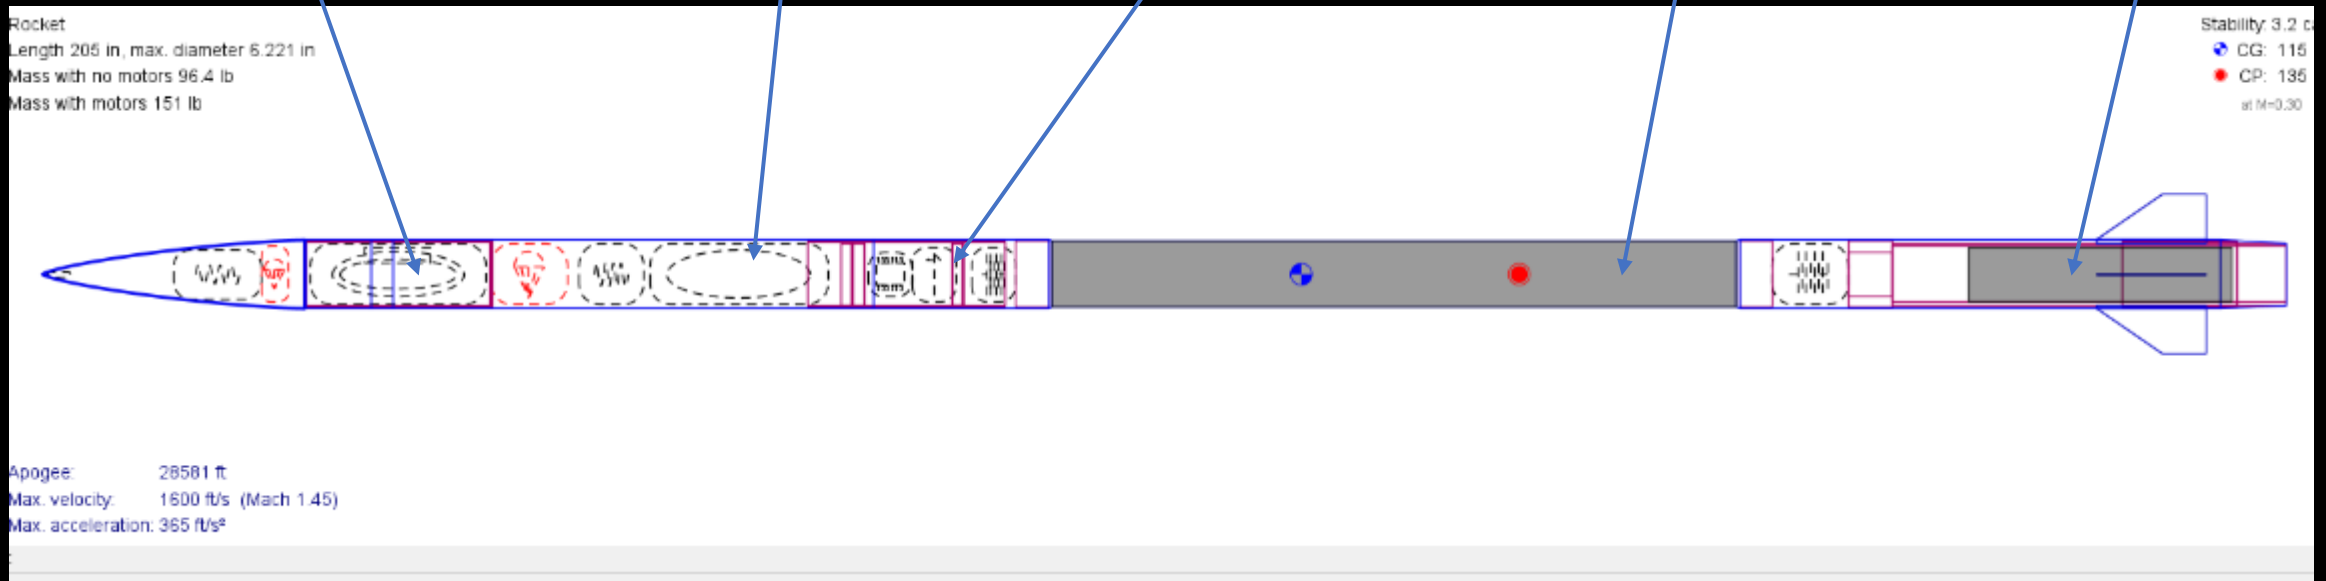 Rocket
Length 205 in, max. diameter 6.221 in
Mass with no motors 96.4 lb
Mass with motors 151 lb
Stability: 3.2
CG: 115
CP: 135
at M=0.30
Apogee: 28581 ft
Max. velocity: 1600 ft/s (Mach 1.45)
Max. acceleration: 365 ft/s²